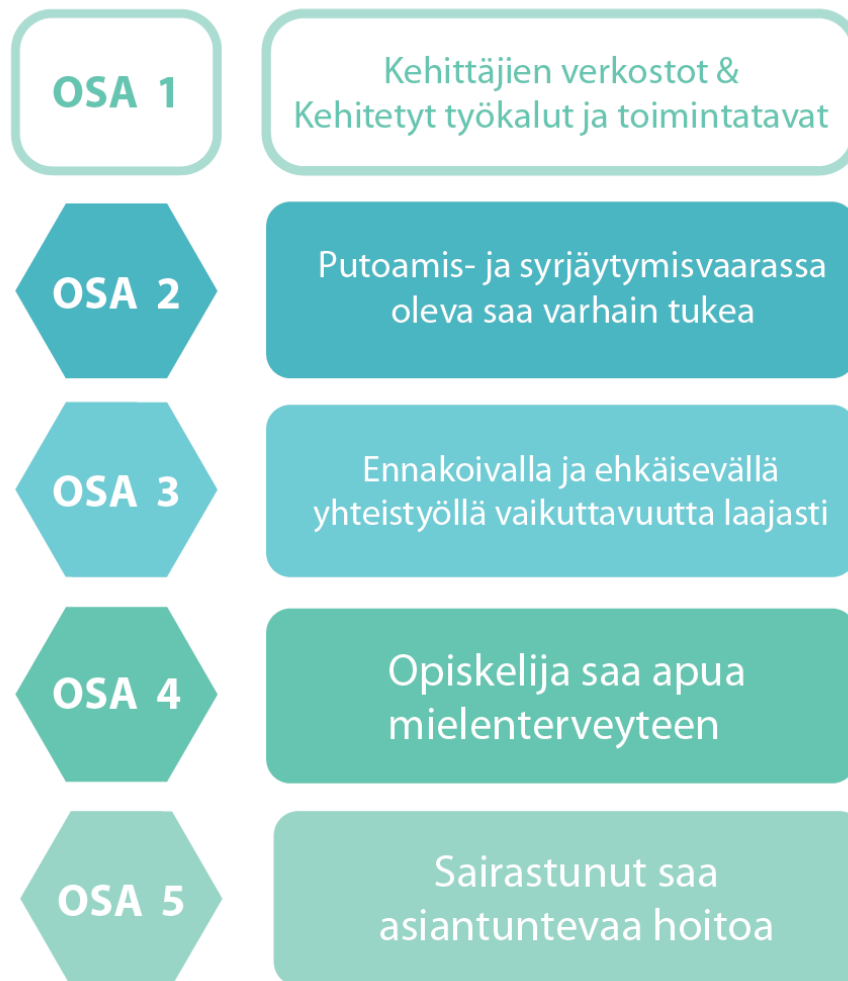 OSA 1
Kehittäjien verkostot &
Kehitetyt työkalut ja toimintatavat
OSA 2
Putoamis- ja syrjäytymisvaarassa
oleva saa varhain tukea
OSA 3
Ennakoivalla ja ehkäisevällä
yhteistyöllä vaikuttavuutta laajasti
OSA 4
Opiskelija saa apua
mielenterveyteen
OSA 5
Sairastunut saa
asiantuntevaa hoitoa